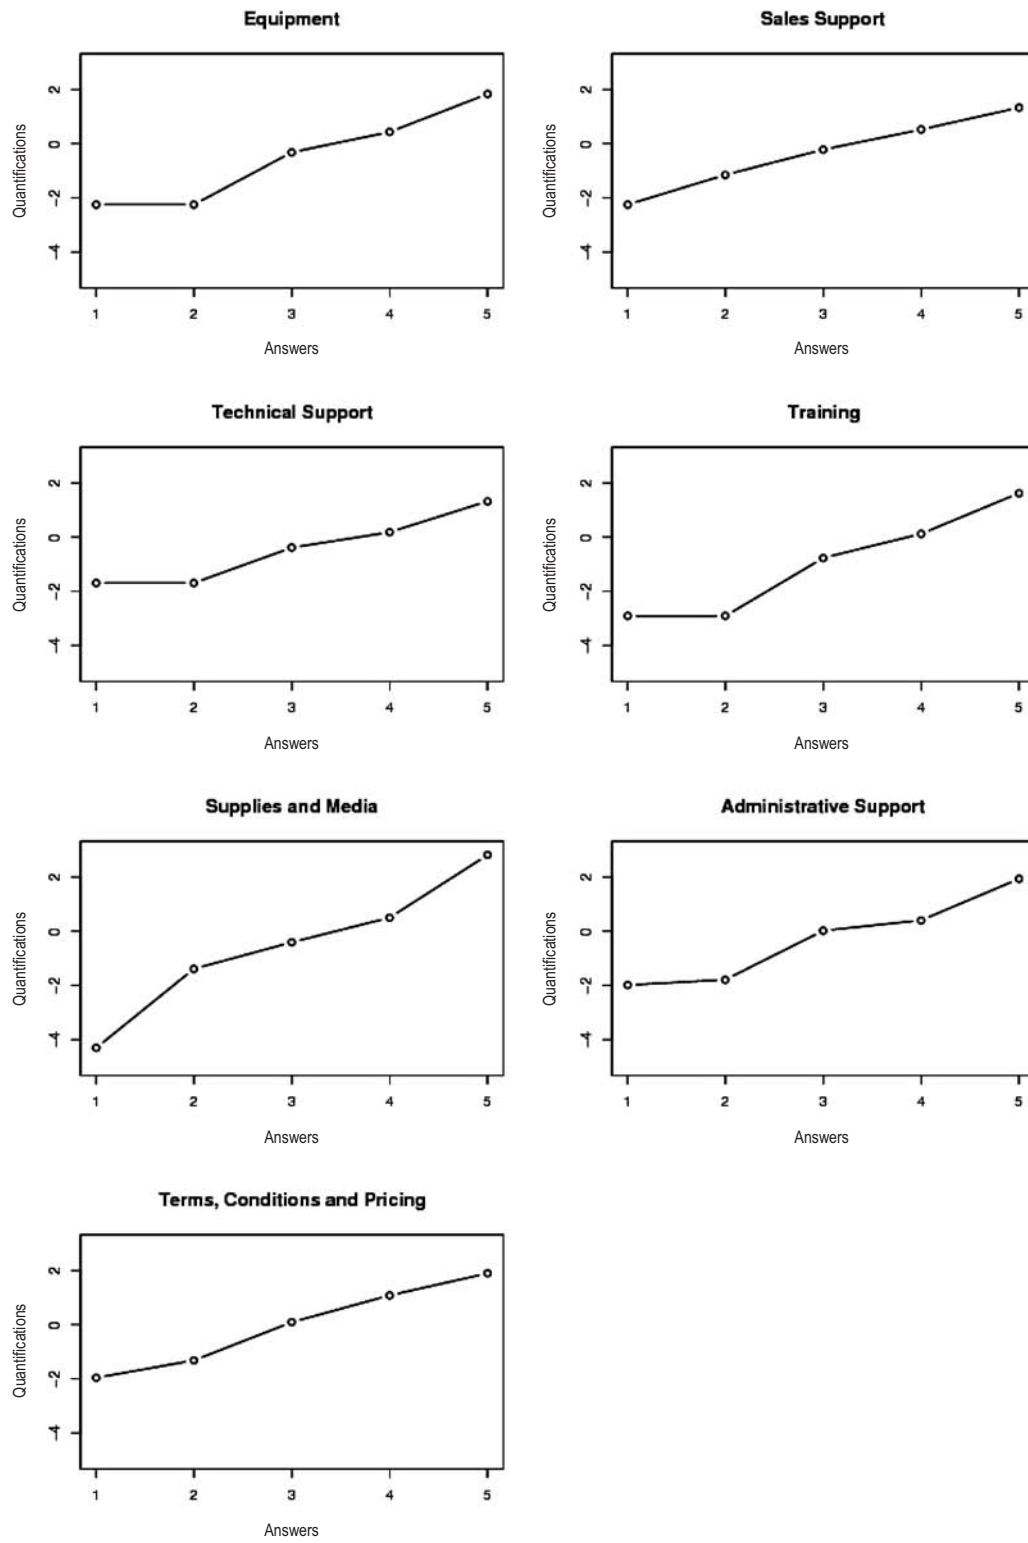 Equipment
Quantifications
2
0
−2
−4
1 2 3 4 5
Answers
Sales Support
Quantifications
2
0
−2
−4
1 2 3 4 5
Answers
Technical Support
Quantifications
2
0
−2
−4
1 2 3 4 5
Answers
Training
Quantifications
2
0
−2
−4
1 2 3 4 5
Answers
Supplies and Media
Quantifications
2
0
−2
−4
1 2 3 4 5
Answers
Administrative Support
Quantifications
2
0
−2
−4
1 2 3 4 5
Answers
Terms, Conditions and Pricing
Quantifications
2
0
−2
−4
1 2 3 4 5
Answers